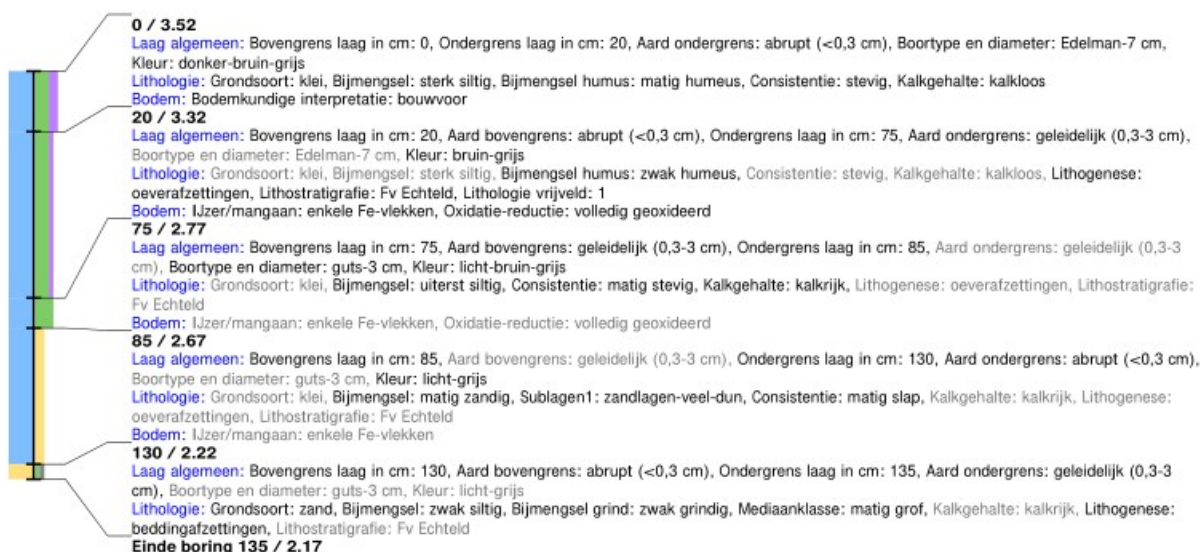 0 / 3.52
Laag algemeen: Bovengrens laag in cm: 0, Ondergrens laag in cm: 20, Aard ondergrens: abrupt (<0,3 cm), Boortype en diameter: Edelman-7 cm,
Kleur: donker-bruin-grijs
Lithologie: Grondsoort: klei, Bijmengsel: sterk siltig, Bijmengsel humus: matig humeus, Consistentie: stevig, Kalkgehalte: kalkloos
Bodem: Bodemkundige interpretatie: bouwvoor
20 / 3.32
Laag algemeen: Bovengrens laag in cm: 20, Aard bovengrens: abrupt (<0,3 cm), Ondergrens laag in cm: 75, Aard ondergrens: geleidelijk (0,3-3 cm),
Boortype en diameter: Edelman-7 cm, Kleur: bruin-grijs
Lithologie: Grondsoort: klei, Bijmengsel: sterk siltig, Bijmengsel humus: zwak humeus, Consistentie: stevig, Kalkgehalte: kalkloos, Lithogenese:
oeverafzettingen, Lithostratigrafie: Fv Echteld, Lithologie vrijveld: 1
Bodem: IJzer/mangaan: enkele Fe-vlekken, Oxidatie-reductie: volledig geoxideerd
75 / 2.77
Laag algemeen: Bovengrens laag in cm: 75, Aard bovengrens: geleidelijk (0,3-3 cm), Ondergrens laag in cm: 85, Aard ondergrens: geleidelijk (0,3-3
cm), Boortype en diameter: guts-3 cm, Kleur: licht-bruin-grijs
Lithologie: Grondsoort: klei, Bijmengsel: uiterst siltig, Consistentie: matig stevig, Kalkgehalte: kalkrijk, Lithogenese: oeverafzettingen, Lithostratigrafie:
Fv Echteld
Bodem: IJzer/mangaan: enkele Fe-vlekken, Oxidatie-reductie: volledig geoxideerd
85 / 2.67
Laag algemeen: Bovengrens laag in cm: 85, Aard bovengrens: geleidelijk (0,3-3 cm), Ondergrens laag in cm: 130, Aard ondergrens: abrupt (<0,3 cm),
Boortype en diameter: guts-3 cm, Kleur: licht-grijs
Lithologie: Grondsoort: klei, Bijmengsel: matig zandig, Sublagen1: zandlagen-veel-dun, Consistentie: matig slap, Kalkgehalte: kalkrijk, Lithogenese:
oeverafzettingen, Lithostratigrafie: Fv Echteld
Bodem: IJzer/mangaan: enkele Fe-vlekken
130 / 2.22
Laag algemeen: Bovengrens laag in cm: 130, Aard bovengrens: abrupt (<0,3 cm), Ondergrens laag in cm: 135, Aard ondergrens: geleidelijk (0,3-3
cm), Boortype en diameter: guts-3 cm, Kleur: licht-grijs
Lithologie: Grondsoort: zand, Bijmengsel: zwak siltig, Bijmengsel grind: zwak grindig, Mediaanklasse: matig grof, Kalkgehalte: kalkrijk, Lithogenese:
beddingafzettingen, Lithostratigrafie: Fv Echteld
Einde boring 135 / 2.17